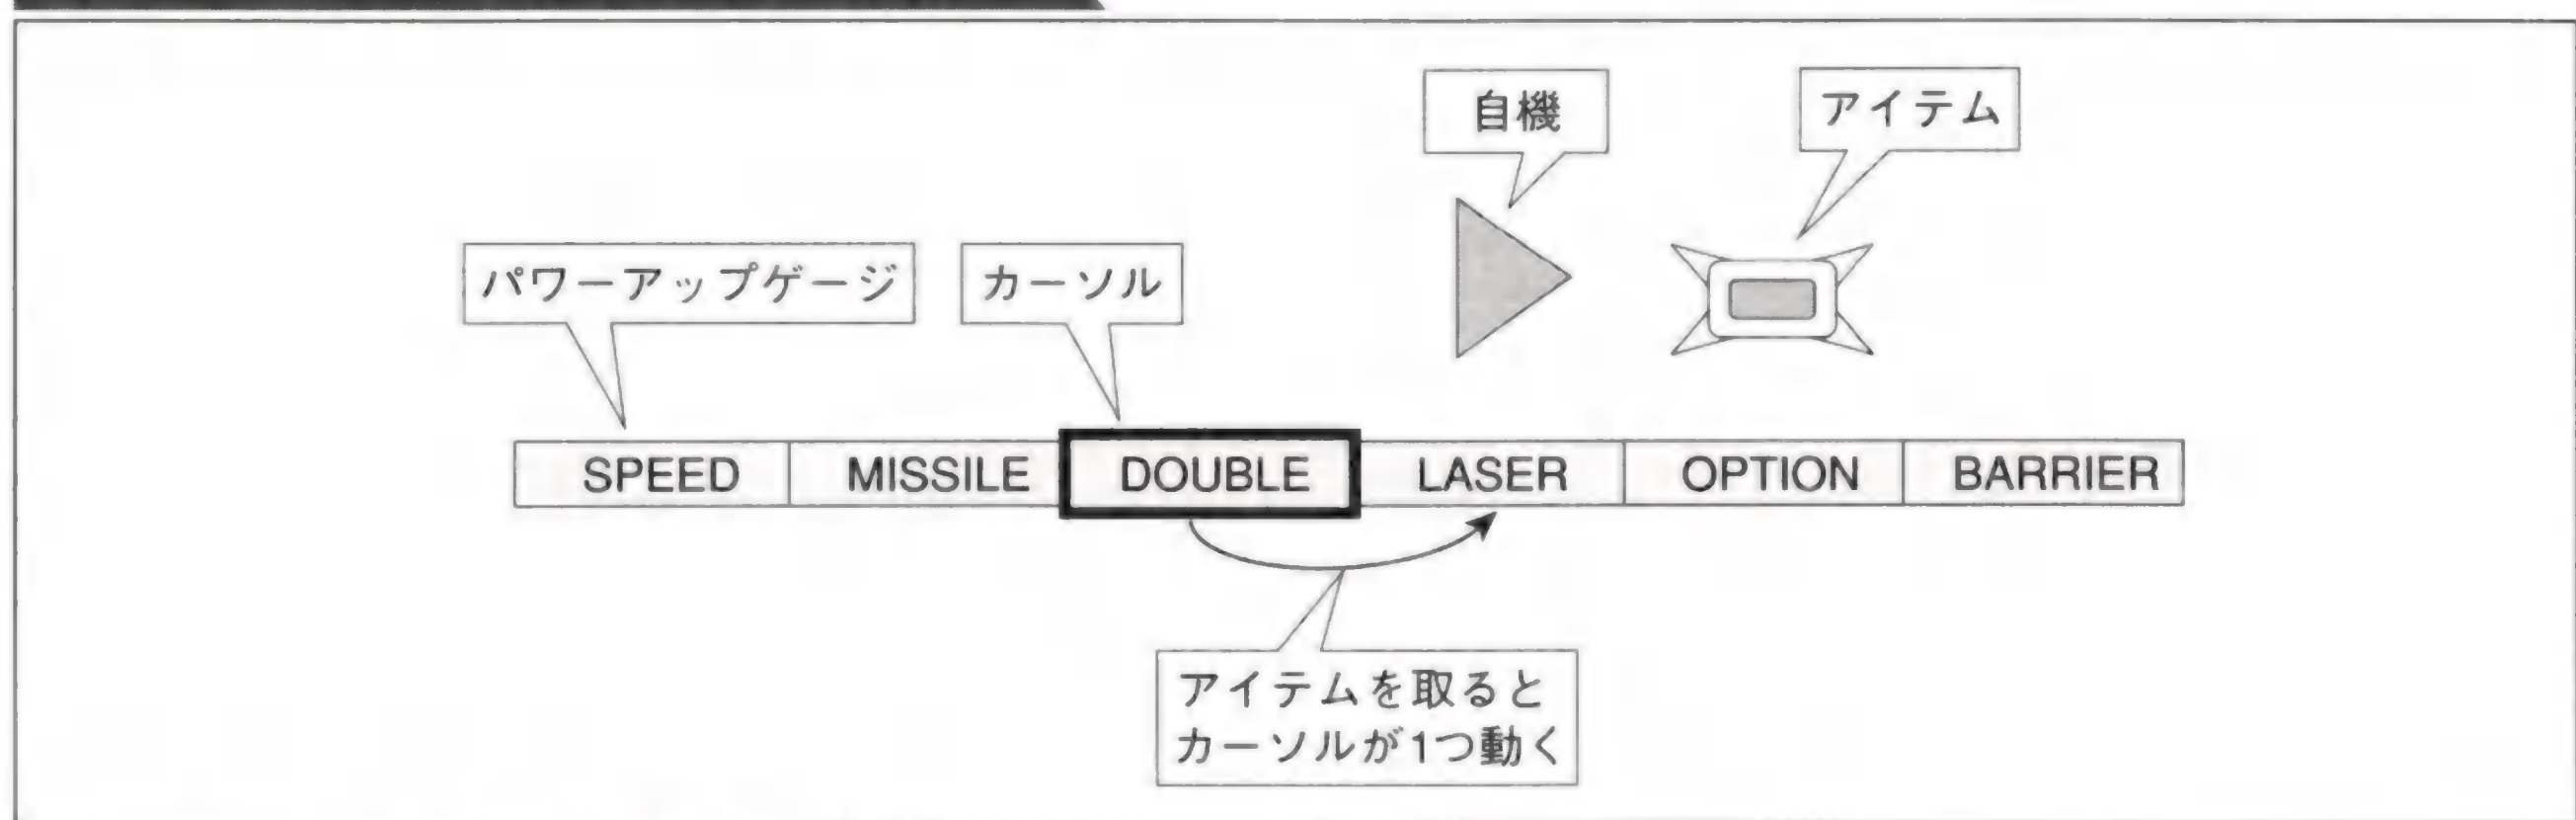 自機
アイテム
パワーアップゲージ
カーソル
SPEED MISSILE DOUBLE LASER OPTION BARRIER
アイテムを取ると
カーソルが1つ動く